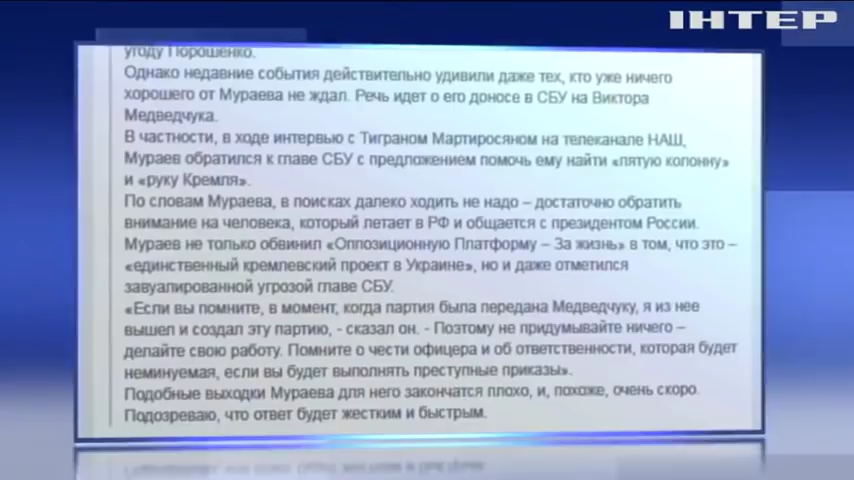 ІНТЕР
угоду Порошенко.
Однако недавние события действительно удивили даже тех, кто уже ничего
хорошего от Мураева не ждал. Речь идет о его доносе в СБУ на Виктора
Медведчука.
В частности, в ходе интервью с Тиграном Мартиросяном на телеканале НАШ,
Мураев обратился к главе СБУ с предложением помочь ему найти «пятую колонну»
и «руку Кремля».
По словам Мураева, в поисках далеко ходить не надо – достаточно обратить
внимание на человека, который летает в РФ и общается с президентом России.
Мураев не только обвинил «Оппозиционную Платформу – За жизнь» в том, что это –
«единственный кремлевский проект в Украине», но и даже отметился
завуалированной угрозой главе СБУ.
«Если вы помните, в момент, когда партия была передана Медведчуку, я из нее
вышел и создал эту партию, - сказал он. - Поэтому не придумывайте ничего –
делайте свою работу. Помните о чести офицера и об ответственности, которая будет
неминуемая, если вы будет выполнять преступные приказы».
Подобные выходки Мураева для него закончатся плохо, и, похоже, очень скоро.
Подозреваю, что ответ будет жестким и быстрым.